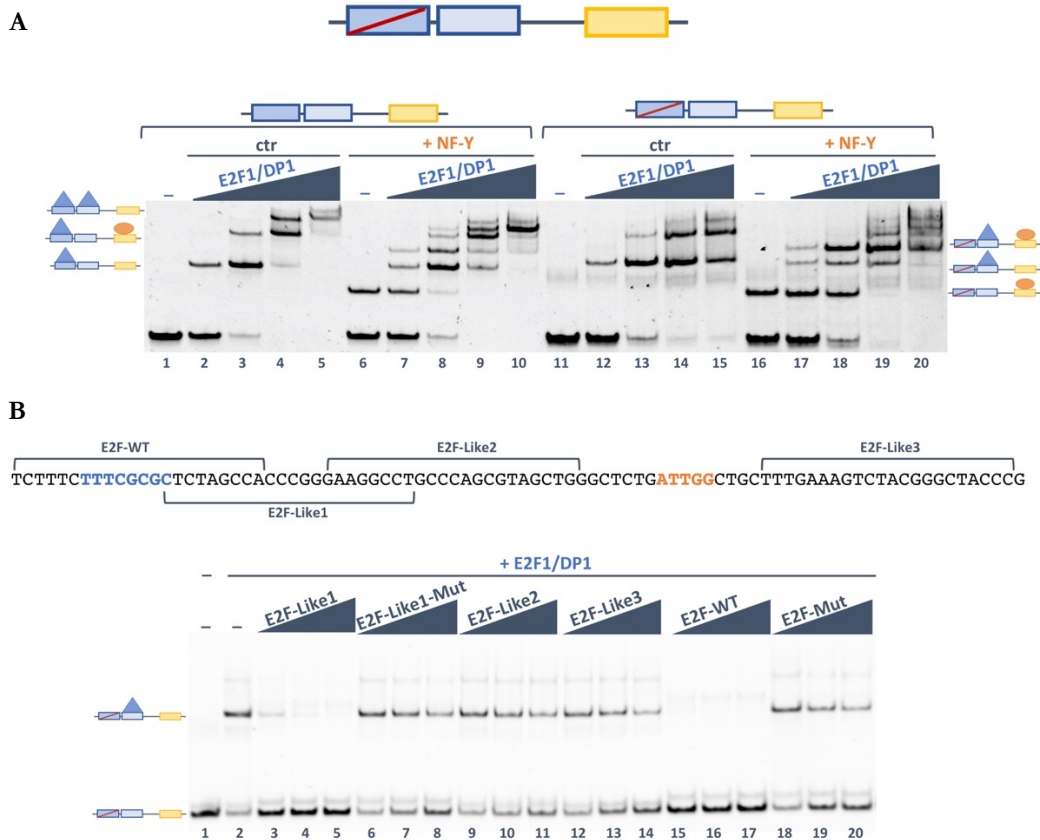 A
ctr + NF-Y ctr + NF-Y
– E2F1/DP1 – E2F1/DP1 – E2F1/DP1 – E2F1/DP1
1 2 3 4 5 6 7 8 9 10 11 12 13 14 15 16 17 18 19 20
B
E2F-WT E2F-Like2 E2F-Like3
TCTTTCTTTCGCGCTCTAGCCACCCGGGAAGGCCTGCCCAGCGTAGCTGGGCTCTGATTGGCTGCTTTGAAAGTCTACGGGCTACCCG
E2F-Like1
– + E2F1/DP1
– – E2F-Like1 E2F-Like1-Mut E2F-Like2 E2F-Like3 E2F-WT E2F-Mut
1 2 3 4 5 6 7 8 9 10 11 12 13 14 15 16 17 18 19 20